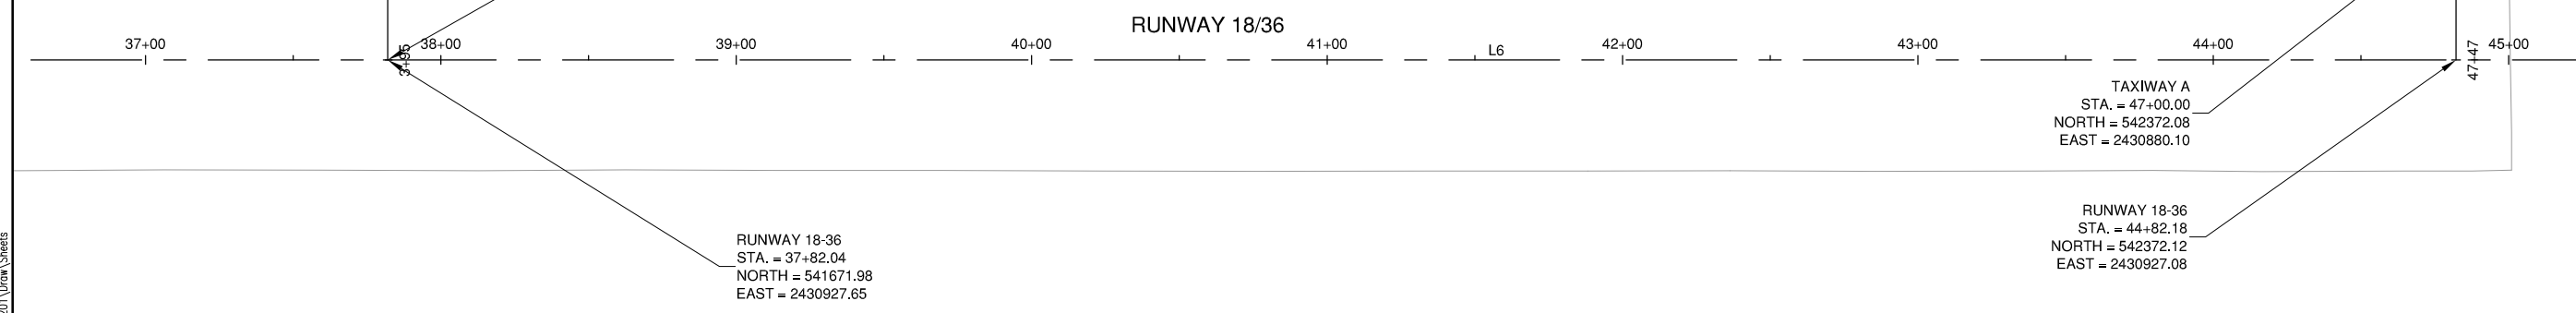 RUNWAY 18/36
37+00
38+00
39+00
40+00
41+00
L6
42+00
43+00
44+00
45+00
47+47
TAXIWAY A
STA. = 47+00.00
NORTH = 542372.08
EAST = 2430880.10
RUNWAY 18-36
STA. = 37+82.04
NORTH = 541671.98
EAST = 2430927.65
RUNWAY 18-36
STA. = 44+82.18
NORTH = 542372.12
EAST = 2430927.08
\Draw\Sheets